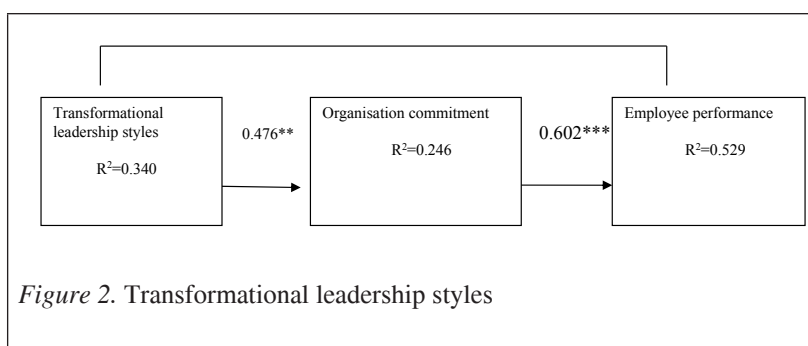 Transformational
leadership styles
R²=0.340
0.476**
Organisation commitment
R²=0.246
0.602***
Employee performance
R²=0.529
Figure 2. Transformational leadership styles